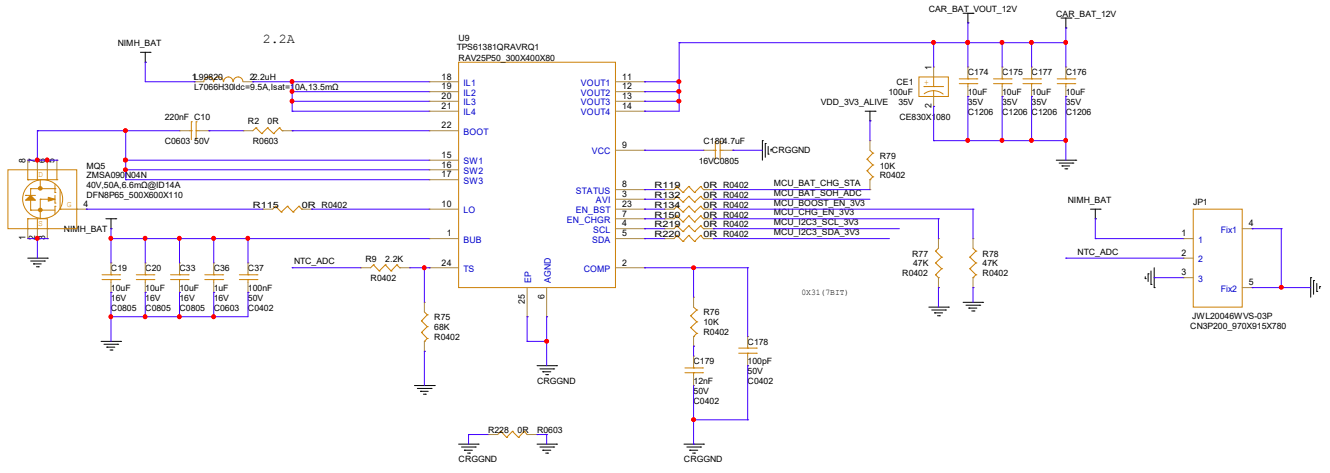 CAR_BAT_VOUT_12V
CAR_BAT_12V
NIMH_BAT
2.2A
U9
TPS61381QRAVRQ1
RAV25P50_300X400X80
2.2uH
L7066H30Idc=9.5A,Isat=10A,13.5mΩ
18 IL1
19 IL2
20 IL3
21 IL4
VOUT1 11
VOUT2 12
VOUT3 13
VOUT4 14
1
CE1
100uF
35V
2
CE830X1080
C174
10uF
35V
C1206
C175
10uF
35V
C1206
C177
10uF
35V
C1206
C176
10uF
35V
C1206
VDD_3V3_ALIVE
220nF C10
C0603 50V
R2 0R
R0603
22 BOOT
VCC 9
C180 4.7uF
16V C0805
CRGGND
R79
10K
R0402
15 SW1
16 SW2
17 SW3
MQ5
ZMSA090N04N
40V,50A,6.6mΩ@ID14A
DFN8P65_500X600X110
4
R115 0R R0402
10 LO
STATUS 8 R119 0R R0402 MCU_BAT_CHG_STA
AVI 3 R132 0R R0402 MCU_BAT_SOH_ADC
EN_BST 23 R134 0R R0402 MCU_BOOST_EN_3V3
EN_CHGR 7 R150 0R R0402 MCU_CHG_EN_3V3
SCL 4 R219 0R R0402 MCU_I2C3_SCL_3V3
SDA 5 R220 0R R0402 MCU_I2C3_SDA_3V3
NIMH_BAT
1 BUB
C19
10uF
16V
C0805
C20
10uF
16V
C0805
C33
10uF
16V
C0805
C36
1uF
16V
C0603
C37
100nF
50V
C0402
NTC_ADC
R9 2.2K
R0402
24 TS
COMP 2
EP
25
AGND
6
R75
68K
R0402
CRGGND
R76
10K
R0402
C179
12nF
50V
C0402
C178
100pF
50V
C0402
CRGGND
0X31(7BIT)
R77
47K
R0402
R78
47K
R0402
CRGGND
R228 0R R0603
NIMH_BAT
NTC_ADC
JP1
1
2
3
Fix1 4
Fix2 5
JWL20046WVS-03P
CN3P200_970X915X780